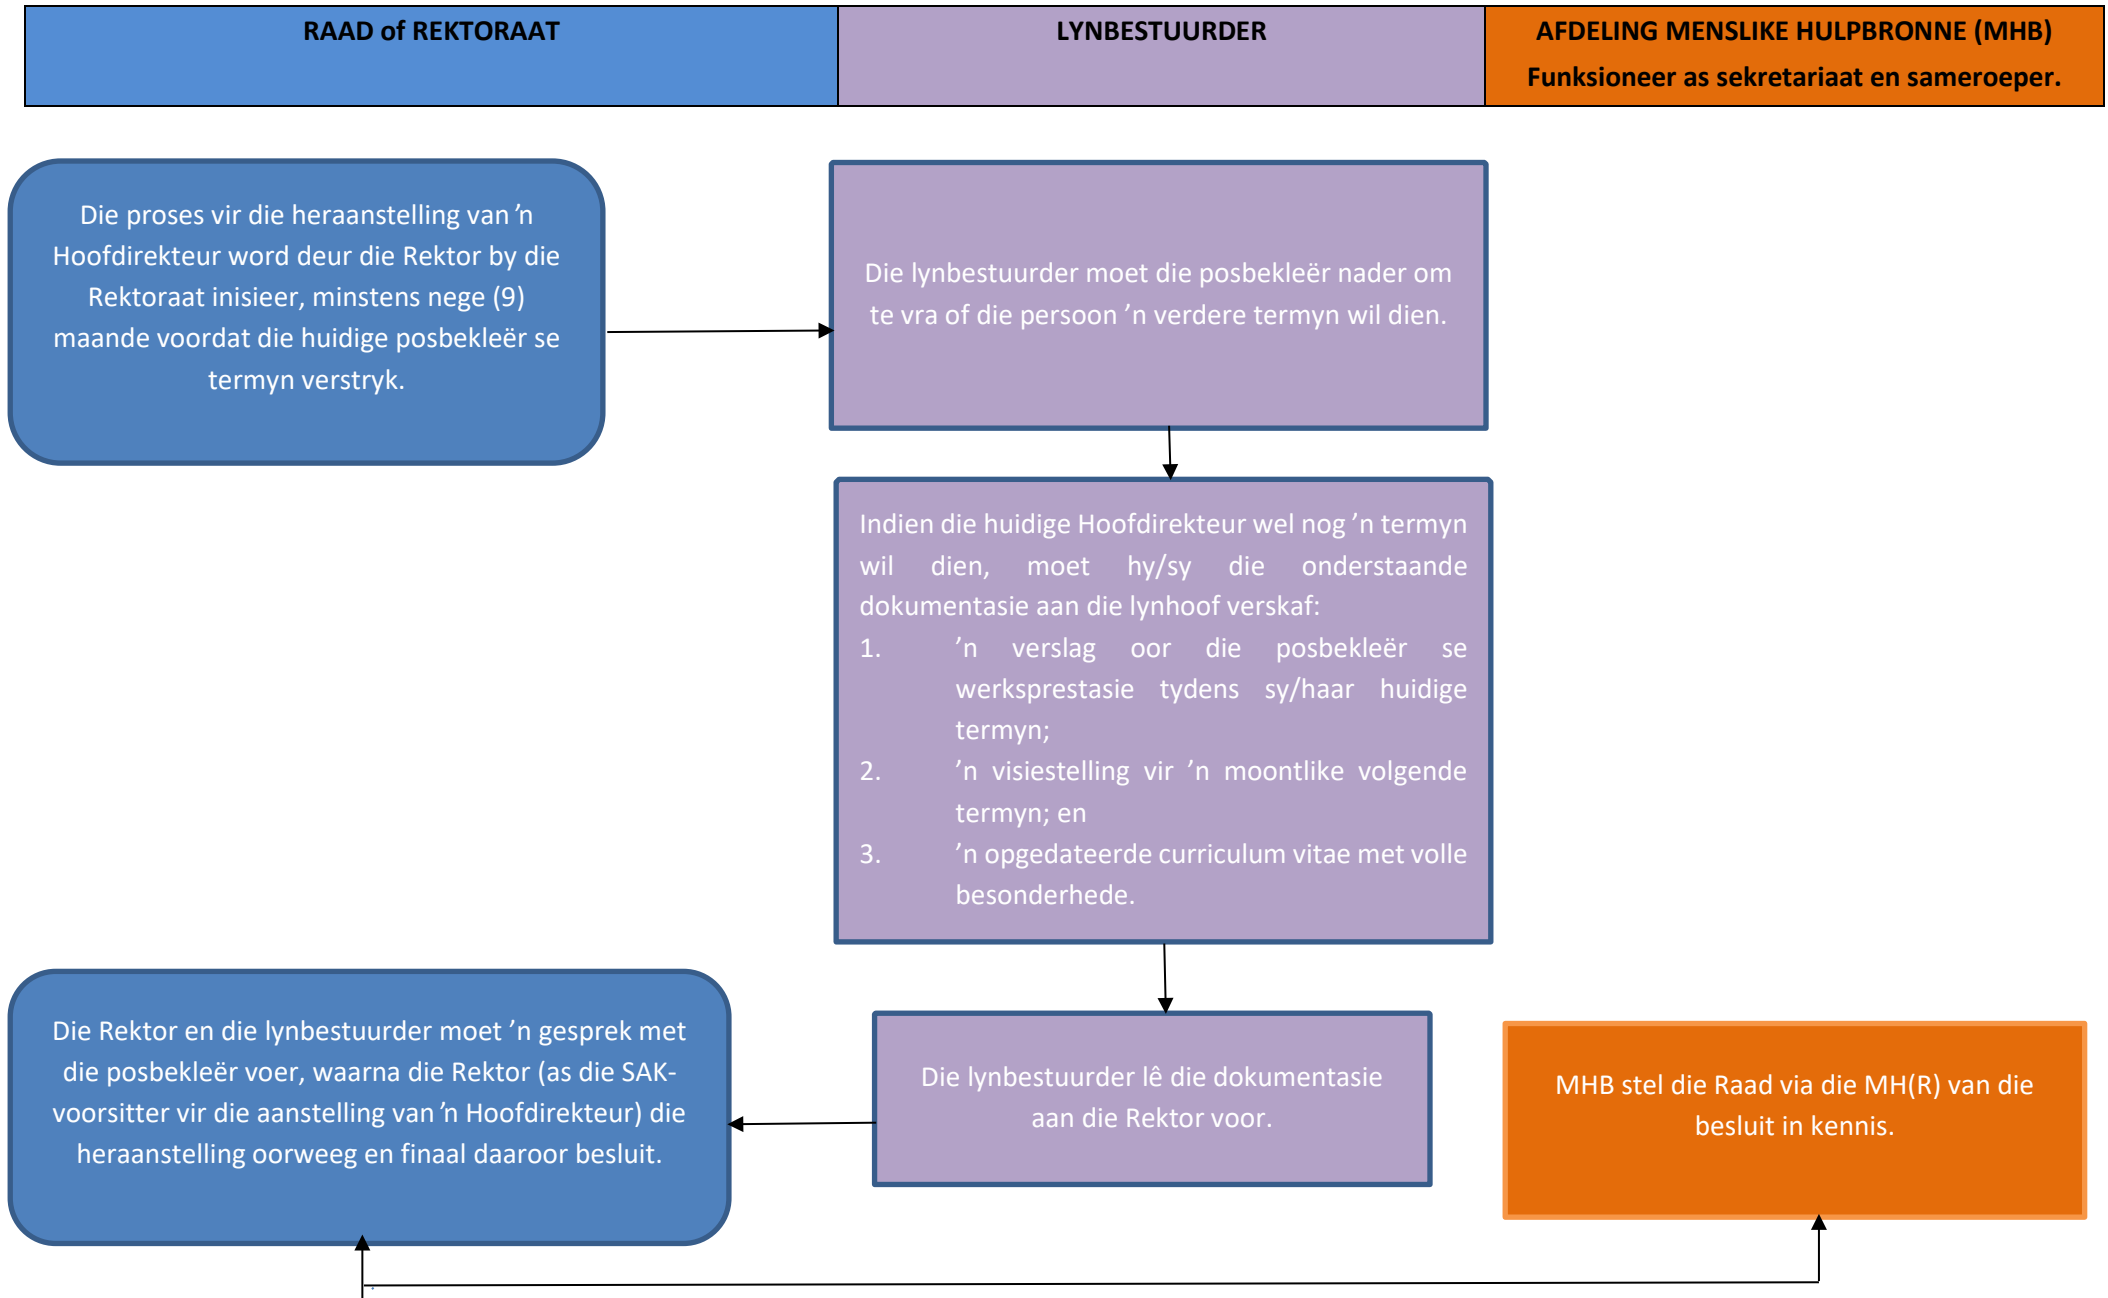 RAAD of REKTORAAT
LYNBESTUURDER
AFDELING MENSLIKE HULPBRONNE (MHB)
Funksioneer as sekretariaat en sameroeper.
Die proses vir die heraanstelling van ’n
Hoofdirekteur word deur die Rektor by die
Rektoraat inisieer, minstens nege (9)
maande voordat die huidige posbekleër se
termyn verstryk.
Die lynbestuurder moet die posbekleër nader om
te vra of die persoon ’n verdere termyn wil dien.
Indien die huidige Hoofdirekteur wel nog ’n termyn
wil dien, moet hy/sy die onderstaande
dokumentasie aan die lynhoof verskaf:
1. ’n verslag oor die posbekleër se
werksprestasie tydens sy/haar huidige
termyn;
2. ’n visiestelling vir ’n moontlike volgende
termyn; en
3. ’n opgedateerde curriculum vitae met volle
besonderhede.
Die Rektor en die lynbestuurder moet ’n gesprek met
die posbekleër voer, waarna die Rektor (as die SAK-
voorsitter vir die aanstelling van ’n Hoofdirekteur) die
heraanstelling oorweeg en finaal daaroor besluit.
Die lynbestuurder lê die dokumentasie
aan die Rektor voor.
MHB stel die Raad via die MH(R) van die
besluit in kennis.